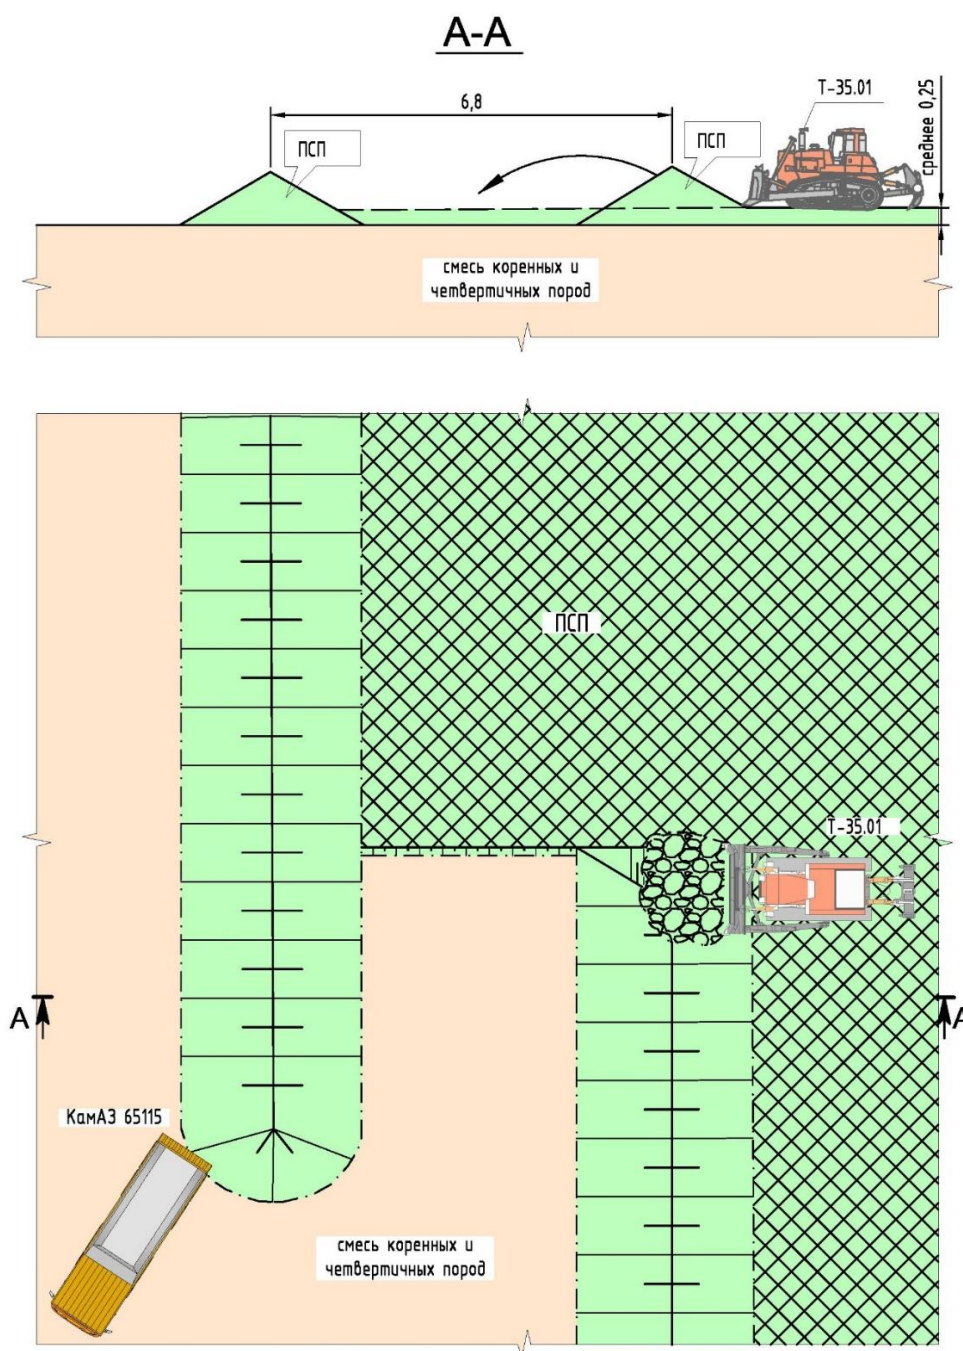 А-А
Т-35.01
6,8
среднее 0,25
ПСП
ПСП
смесь коренных и
четвертичных пород
ПСП
Т-35.01
А
А
КамАЗ 65115
смесь коренных и
четвертичных пород